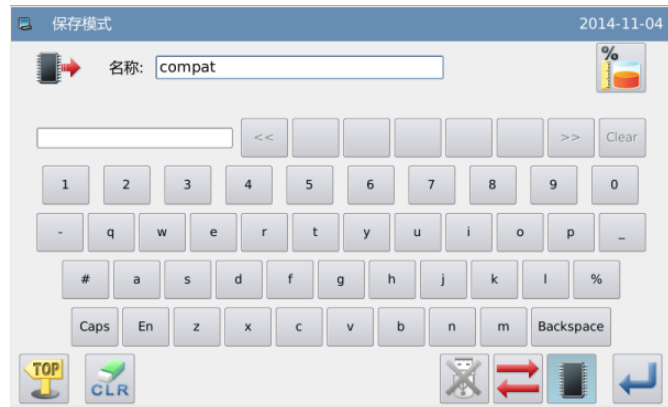 保存模式 2014-11-04
名称: compat
%
<< >> Clear
1 2 3 4 5 6 7 8 9 0
- q w e r t y u i o p _
# a s d f g h j k l %
Caps En z x c v b n m Backspace
TOP CLR